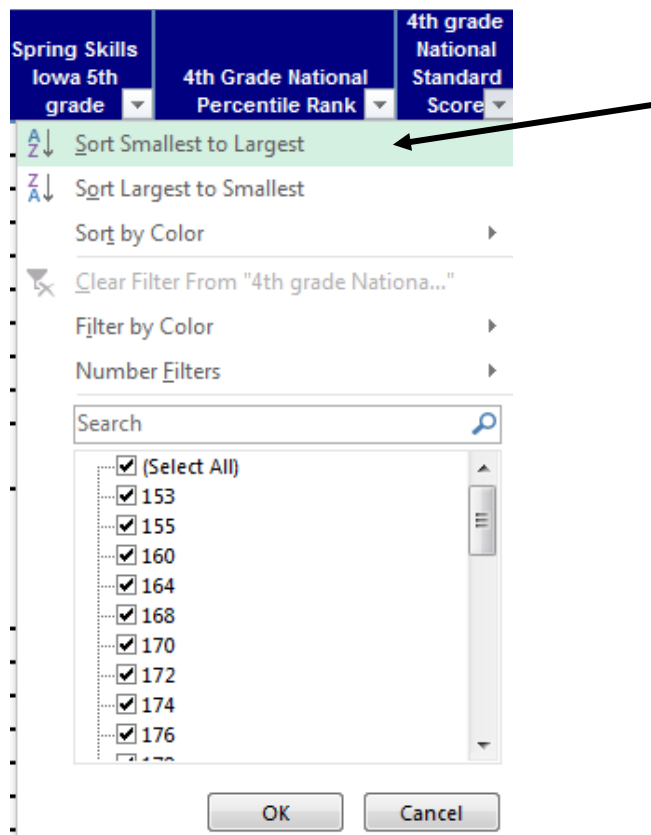 Spring Skills
Iowa 5th
grade
4th Grade National
Percentile Rank
4th grade
National
Standard
Score
Sort Smallest to Largest
Sort Largest to Smallest
Sort by Color
Clear Filter From "4th grade Nationa..."
Filter by Color
Number Filters
Search
(Select All)
153
155
160
164
168
170
172
174
176
OK
Cancel